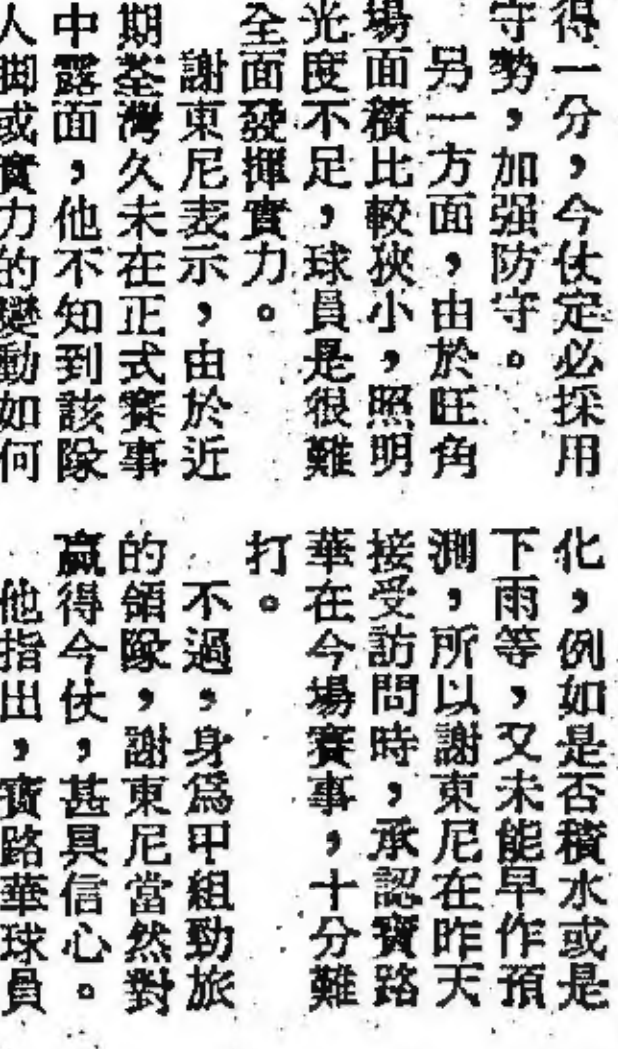 得一分，今仗定必採用
守勢，加强防守。
另一方面，由於旺角
場面積比較狹小，照明
光度不足，球員是很難
全面發揮實力。
謝東尼表示，由於近
期荃灣久未在正式賽事
中露面，他不知到該隊
人脚或實力的變動如何
化，例如是否積水或是
下雨等，又未能早作預
測，所以謝東尼在昨天
接受訪問時，承認寶路
華在今場賽事，十分難
打。
不過，身爲甲組勁旅
的領隊，謝東尼當然對
贏得今仗，甚具信心。
他指出，寶路華球員